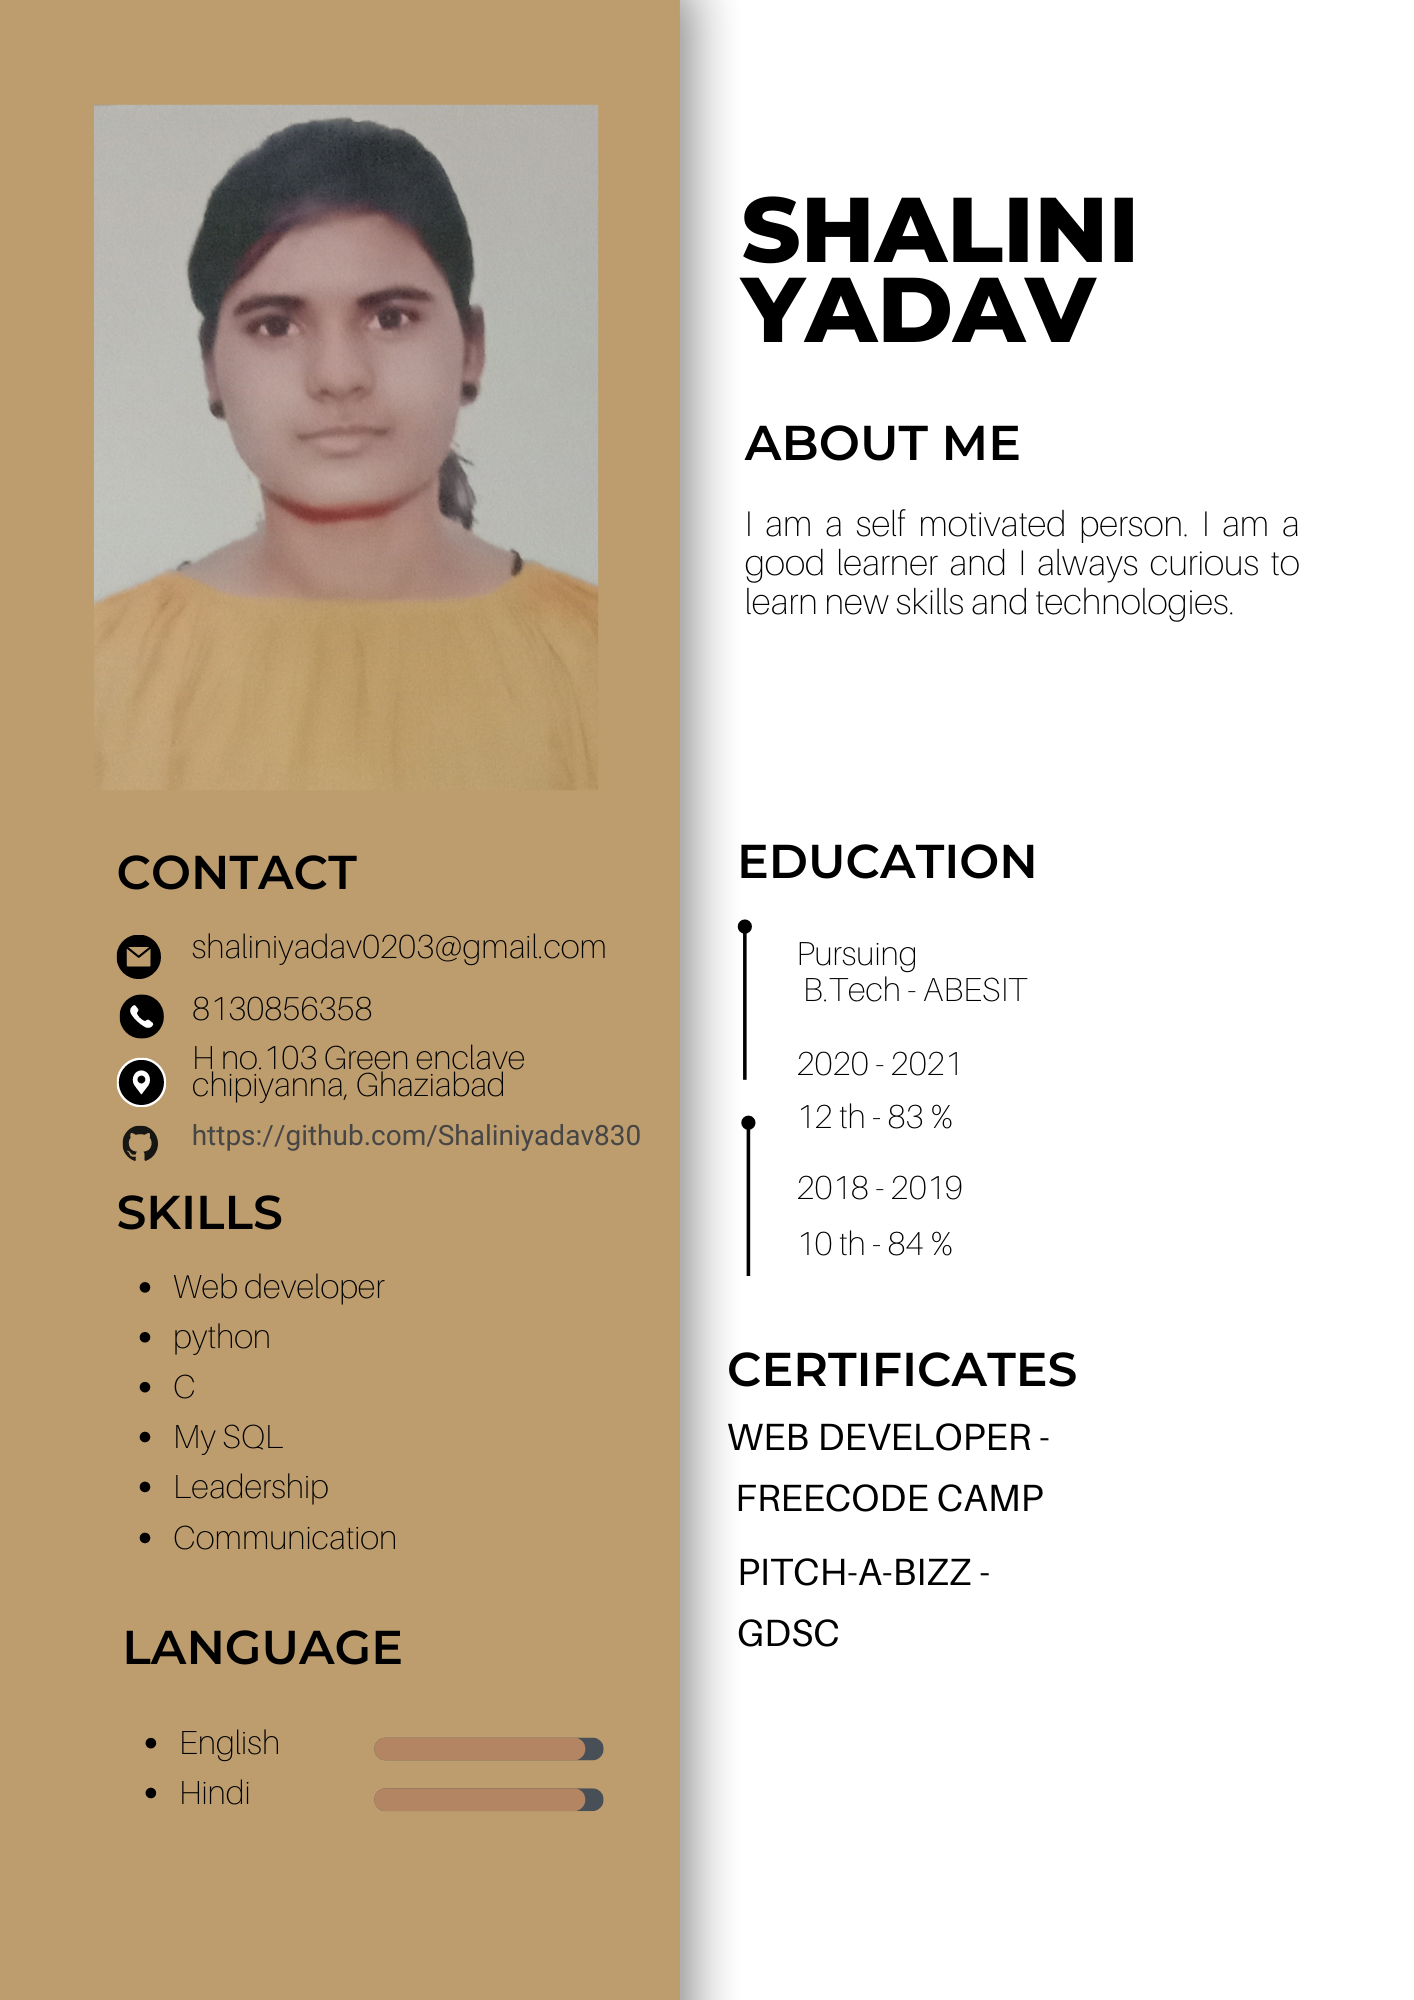 SHALINI
YADAV
ABOUT ME
I am a self motivated person. I am a
good learner and I always curious to
learn new skills and technologies.
CONTACT
shaliniyadav0203@gmail.com
8130856358
H no.103 Green enclave
chipiyanna, Ghaziabad
https://github.com/Shaliniyadav830
SKILLS
Web developer
python
C
My SQL
Leadership
Communication
LANGUAGE
English
Hindi
EDUCATION
Pursuing
B.Tech - ABESIT
2020 - 2021
12 th - 83 %
2018 - 2019
10 th - 84 %
CERTIFICATES
WEB DEVELOPER -
FREECODE CAMP
PITCH-A-BIZZ -
GDSC